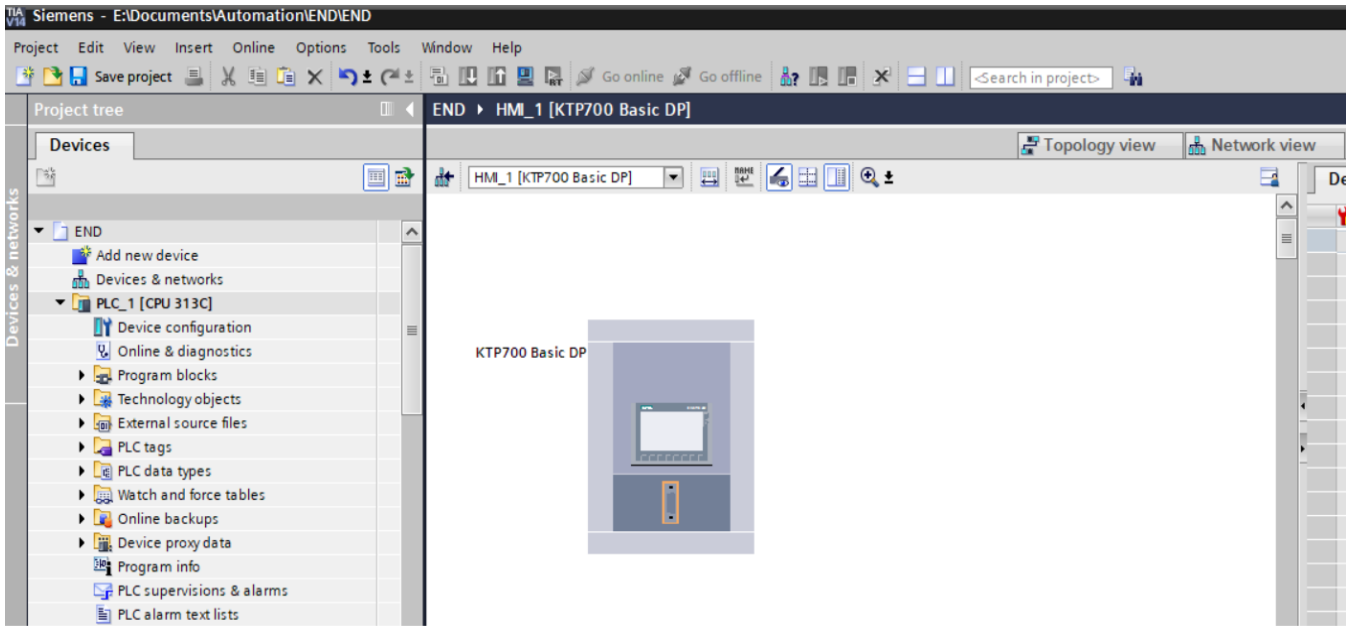 TIA V14 Siemens - E:\Documents\Automation\END\END
Project Edit View Insert Online Options Tools Window Help
Save project Go online Go offline <Search in project>
Project tree
END HMI_1 [KTP700 Basic DP]
Devices
Topology view Network view
HMI_1 [KTP700 Basic DP]
Devices & networks
END
Add new device
Devices & networks
PLC_1 [CPU 313C]
Device configuration
Online & diagnostics
Program blocks
Technology objects
External source files
PLC tags
PLC data types
Watch and force tables
Online backups
Device proxy data
Program info
PLC supervisions & alarms
PLC alarm text lists
KTP700 Basic DP